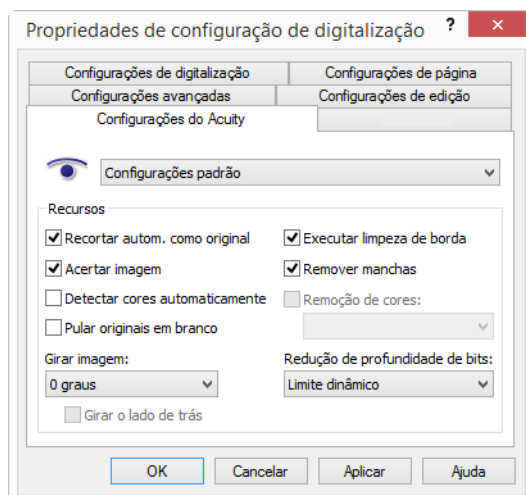 Propriedades de configuração de digitalização ? ×
Configurações de digitalização Configurações de página
Configurações avançadas Configurações de edição
Configurações do Acuity
Configurações padrão
Recursos
Recortar autom. como original Executar limpeza de borda
Acertar imagem Remover manchas
Detectar cores automaticamente Remoção de cores:
Pular originais em branco
Girar imagem: Redução de profundidade de bits:
0 graus Limite dinâmico
Girar o lado de trás
OK Cancelar Aplicar Ajuda